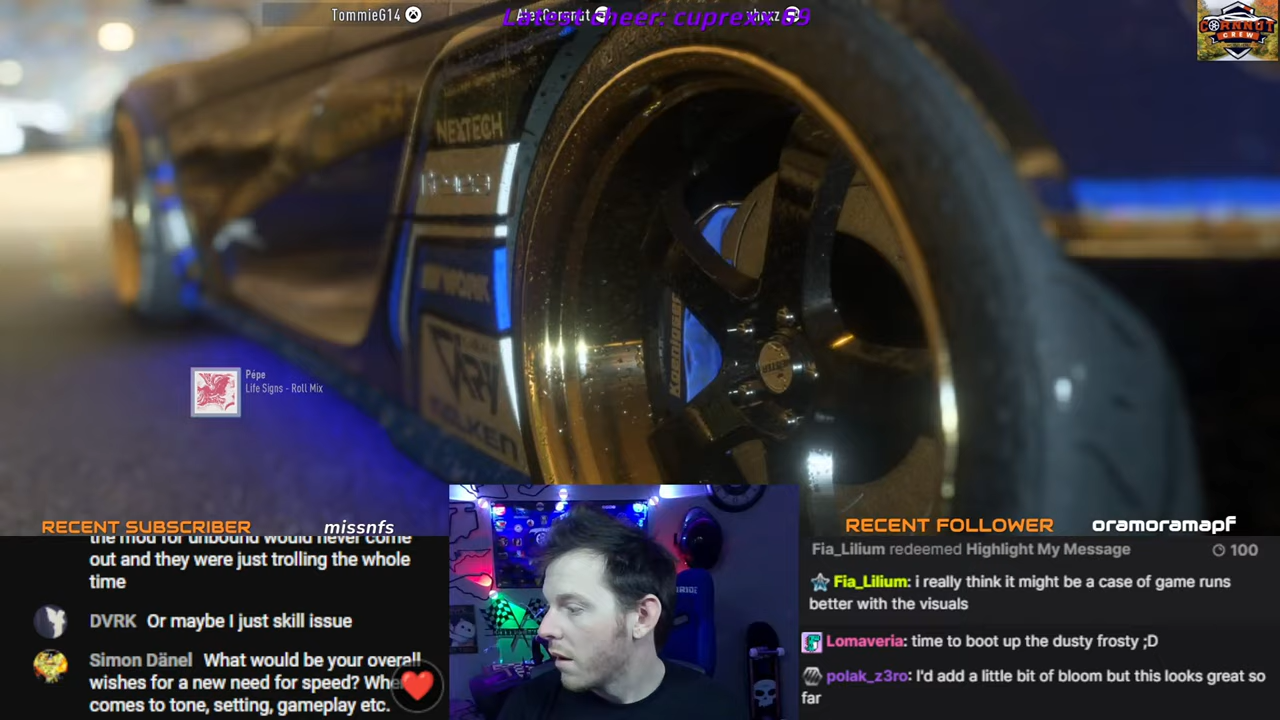 TommieG14
Latest cheer: cuprexx 69
CORNNUT
CREW
NEXTECH
WORK
Pépe
Life Signs - Roll Mix
RECENT SUBSCRIBER missnfs
RECENT FOLLOWER oramoramapf
the mod for unbound would never come
out and they were just trolling the whole
time
DVRK Or maybe I just skill issue
Simon Dänel What would be your overall
wishes for a new need for speed?
comes to tone, setting, gameplay etc.
Fia_Lilium redeemed Highlight My Message 100
Fia_Lilium: i really think it might be a case of game runs
better with the visuals
Lomaveria: time to boot up the dusty frosty ;D
polak_z3ro: I'd add a little bit of bloom but this looks great so
far